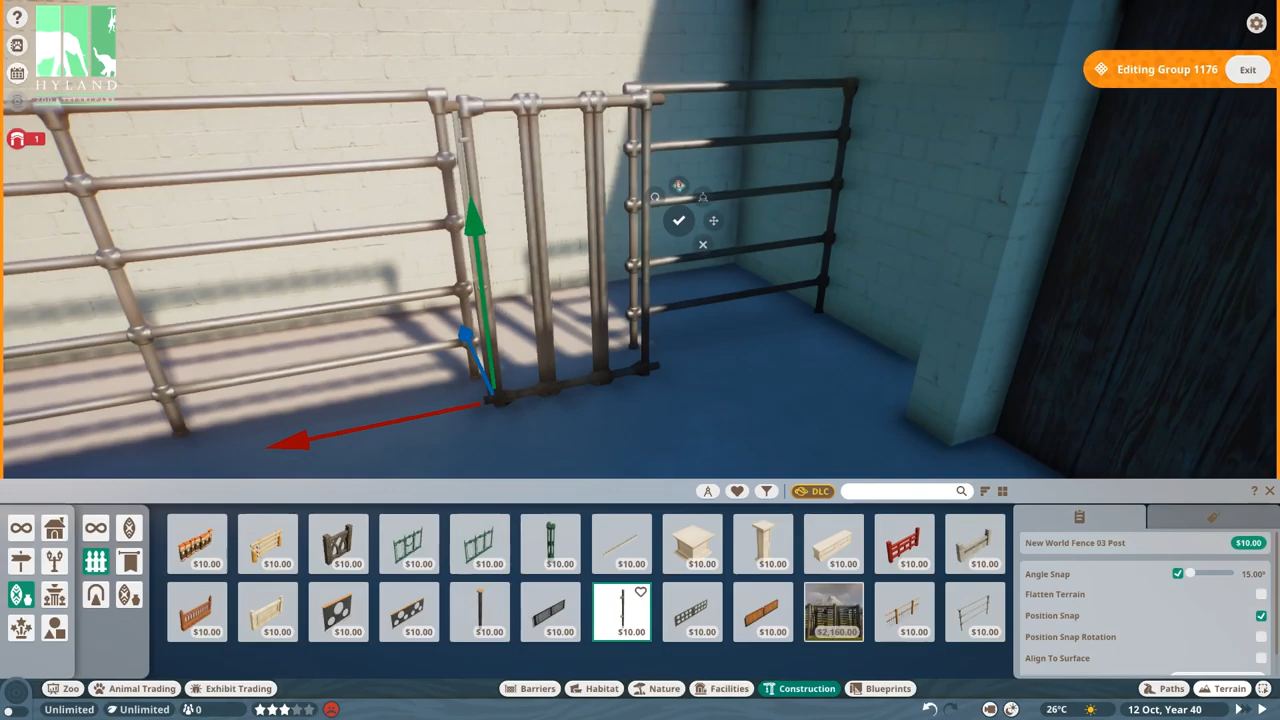 ?
HYLAND
1
Editing Group 1176
Exit
DLC
? ×
$10.00 $10.00 $10.00 $10.00 $10.00 $10.00 $10.00 $10.00 $10.00 $10.00 $10.00 $10.00
$10.00 $10.00 $10.00 $10.00 $10.00 $10.00 $10.00 $10.00 $10.00 $2,160.00 $10.00 $10.00
New World Fence 03 Post $10.00
Angle Snap 15.00°
Flatten Terrain
Position Snap
Position Snap Rotation
Align To Surface
Zoo Animal Trading Exhibit Trading Barriers Habitat Nature Facilities Construction Blueprints Paths Terrain
Unlimited Unlimited 0 26°C 12 Oct, Year 40